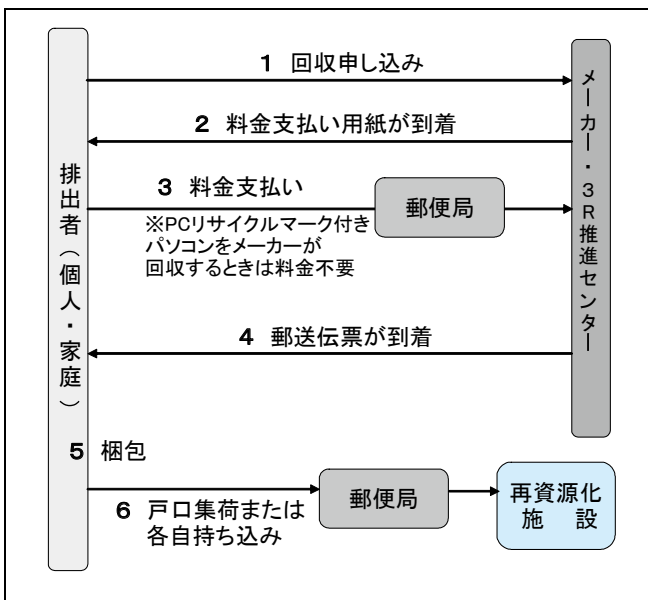 1 回収申し込み
2 料金支払い用紙が到着
3 料金支払い
郵便局
※PCリサイクルマーク付き
パソコンをメーカーが
回収するときは料金不要
4 郵送伝票が到着
排出者（個人・家庭）
メーカー・3R推進センター
5 梱包
6 戸口集荷または
各自持ち込み
郵便局
再資源化
施 設